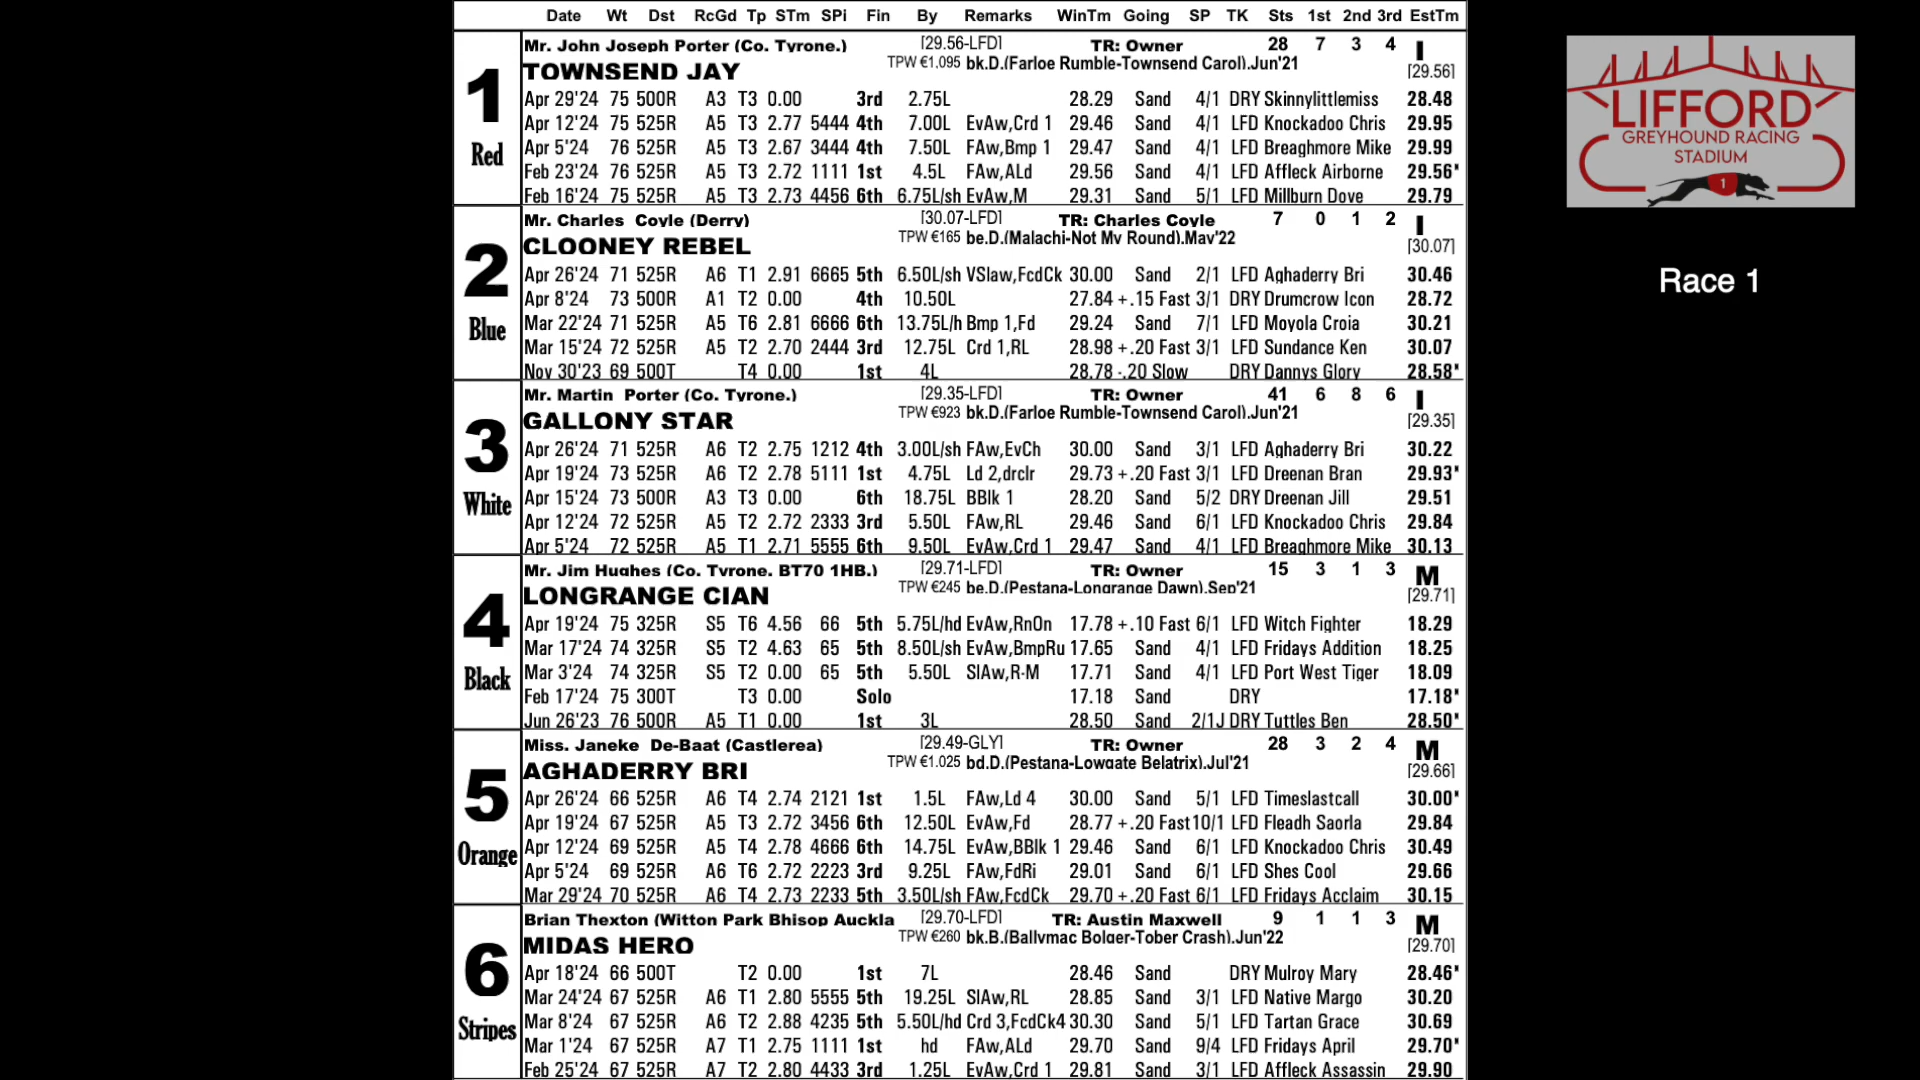 Date Wt Dst RcGd Tp STm SPi Fin By Remarks WinTm Going SP TK Sts 1st 2nd 3rd EstTm
1
Red
Mr. John Joseph Porter (Co. Tyrone.) [29.56-LFD] TR: Owner 28 7 3 4 I
TOWNSEND JAY TPW €1,095 bk.D.(Farloe Rumble-Townsend Carol).Jun'21 [29.56]
Apr 29'24 75 500R A3 T3 0.00 3rd 2.75L 28.29 Sand 4/1 DRY Skinnylittlemiss 28.48
Apr 12'24 75 525R A5 T3 2.77 5444 4th 7.00L EvAw,Crd 1 29.46 Sand 4/1 LFD Knockadoo Chris 29.95
Apr 5'24 76 525R A5 T3 2.67 3444 4th 7.50L FAw,Bmp 1 29.47 Sand 4/1 LFD Breaghmore Mike 29.99
Feb 23'24 76 525R A5 T3 2.72 1111 1st 4.5L FAw,ALd 29.56 Sand 4/1 LFD Affleck Airborne 29.56*
Feb 16'24 75 525R A5 T3 2.73 4456 6th 6.75L/sh EvAw,M 29.31 Sand 5/1 LFD Millburn Dove 29.79
2
Blue
Mr. Charles Coyle (Derry) [30.07-LFD] TR: Charles Coyle 7 0 1 2 I
CLOONEY REBEL TPW €165 be.D.(Malachi-Not My Round).May'22 [30.07]
Apr 26'24 71 525R A6 T1 2.91 6665 5th 6.50L/sh VSlaw,FcdCk 30.00 Sand 2/1 LFD Aghaderry Bri 30.46
Apr 8'24 73 500R A1 T2 0.00 4th 10.50L 27.84 +.15 Fast 3/1 DRY Drumcrow Icon 28.72
Mar 22'24 71 525R A5 T6 2.81 6666 6th 13.75L/h Bmp 1,Fd 29.24 Sand 7/1 LFD Moyola Croia 30.21
Mar 15'24 72 525R A5 T2 2.70 2444 3rd 12.75L Crd 1,RL 28.98 +.20 Fast 3/1 LFD Sundance Ken 30.07
Nov 30'23 69 500T T4 0.00 1st 4L 28.78 -.20 Slow DRY Dannys Glory 28.58*
3
White
Mr. Martin Porter (Co. Tyrone.) [29.35-LFD] TR: Owner 41 6 8 6 I
GALLONY STAR TPW €923 bk.D.(Farloe Rumble-Townsend Carol).Jun'21 [29.35]
Apr 26'24 71 525R A6 T2 2.75 1212 4th 3.00L/sh FAw,EvCh 30.00 Sand 3/1 LFD Aghaderry Bri 30.22
Apr 19'24 73 525R A6 T2 2.78 5111 1st 4.75L Ld 2,drclr 29.73 +.20 Fast 3/1 LFD Dreenan Bran 29.93*
Apr 15'24 73 500R A3 T3 0.00 6th 18.75L BBlk 1 28.20 Sand 5/2 DRY Dreenan Jill 29.51
Apr 12'24 72 525R A5 T2 2.72 2333 3rd 5.50L FAw,RL 29.46 Sand 6/1 LFD Knockadoo Chris 29.84
Apr 5'24 72 525R A5 T1 2.71 5555 6th 9.50L EvAw,Crd 1 29.47 Sand 4/1 LFD Breaghmore Mike 30.13
4
Black
Mr. Jim Hughes (Co. Tyrone. BT70 1HB.) [29.71-LFD] TR: Owner 15 3 1 3 M
LONGRANGE CIAN TPW €245 be.D.(Pestana-Longrange Dawn).Sep'21 [29.71]
Apr 19'24 75 325R S5 T6 4.56 66 5th 5.75L/hd EvAw,RnOn 17.78 +.10 Fast 6/1 LFD Witch Fighter 18.29
Mar 17'24 74 325R S5 T2 4.63 65 5th 8.50L/sh EvAw,BmpRu 17.65 Sand 4/1 LFD Fridays Addition 18.25
Mar 3'24 74 325R S5 T2 0.00 65 5th 5.50L SlAw,R-M 17.71 Sand 4/1 LFD Port West Tiger 18.09
Feb 17'24 75 300T T3 0.00 Solo 17.18 Sand DRY 17.18*
Jun 26'23 76 500R A5 T1 0.00 1st 3L 28.50 Sand 2/1J DRY Tuttles Ben 28.50*
5
Orange
Miss. Janeke De-Baat (Castlerea) [29.49-GLY] TR: Owner 28 3 2 4 M
AGHADERRY BRI TPW €1,025 bd.D.(Pestana-Lowgate Belatrix).Jul'21 [29.66]
Apr 26'24 66 525R A6 T4 2.74 2121 1st 1.5L FAw,Ld 4 30.00 Sand 5/1 LFD Timeslastcall 30.00*
Apr 19'24 67 525R A5 T3 2.72 3456 6th 12.50L EvAw,Fd 28.77 +.20 Fast 10/1 LFD Fleadh Saorla 29.84
Apr 12'24 69 525R A5 T4 2.78 4666 6th 14.75L EvAw,BBlk 1 29.46 Sand 6/1 LFD Knockadoo Chris 30.49
Apr 5'24 69 525R A6 T6 2.72 2223 3rd 9.25L FAw,FdRi 29.01 Sand 6/1 LFD Shes Cool 29.66
Mar 29'24 70 525R A6 T4 2.73 2233 5th 3.50L/sh FAw,FcdCk 29.70 +.20 Fast 6/1 LFD Fridays Acclaim 30.15
6
Stripes
Brian Thexton (Witton Park Bhisop Auckla [29.70-LFD] TR: Austin Maxwell 9 1 1 3 M
MIDAS HERO TPW €260 bk.B.(Ballymac Bolger-Tober Crash).Jun'22 [29.70]
Apr 18'24 66 500T T2 0.00 1st 7L 28.46 Sand DRY Mulroy Mary 28.46*
Mar 24'24 67 525R A6 T1 2.80 5555 5th 19.25L SlAw,RL 28.85 Sand 3/1 LFD Native Margo 30.20
Mar 8'24 67 525R A6 T2 2.88 4235 5th 5.50L/hd Crd 3,FcdCk4 30.30 Sand 5/1 LFD Tartan Grace 30.69
Mar 1'24 67 525R A7 T1 2.75 1111 1st hd FAw,ALd 29.70 Sand 9/4 LFD Fridays April 29.70*
Feb 25'24 67 525R A7 T2 2.80 4433 3rd 1.25L EvAw,Crd 1 29.81 Sand 3/1 LFD Affleck Assassin 29.90
LIFFORD
GREYHOUND RACING
STADIUM
1
Race 1